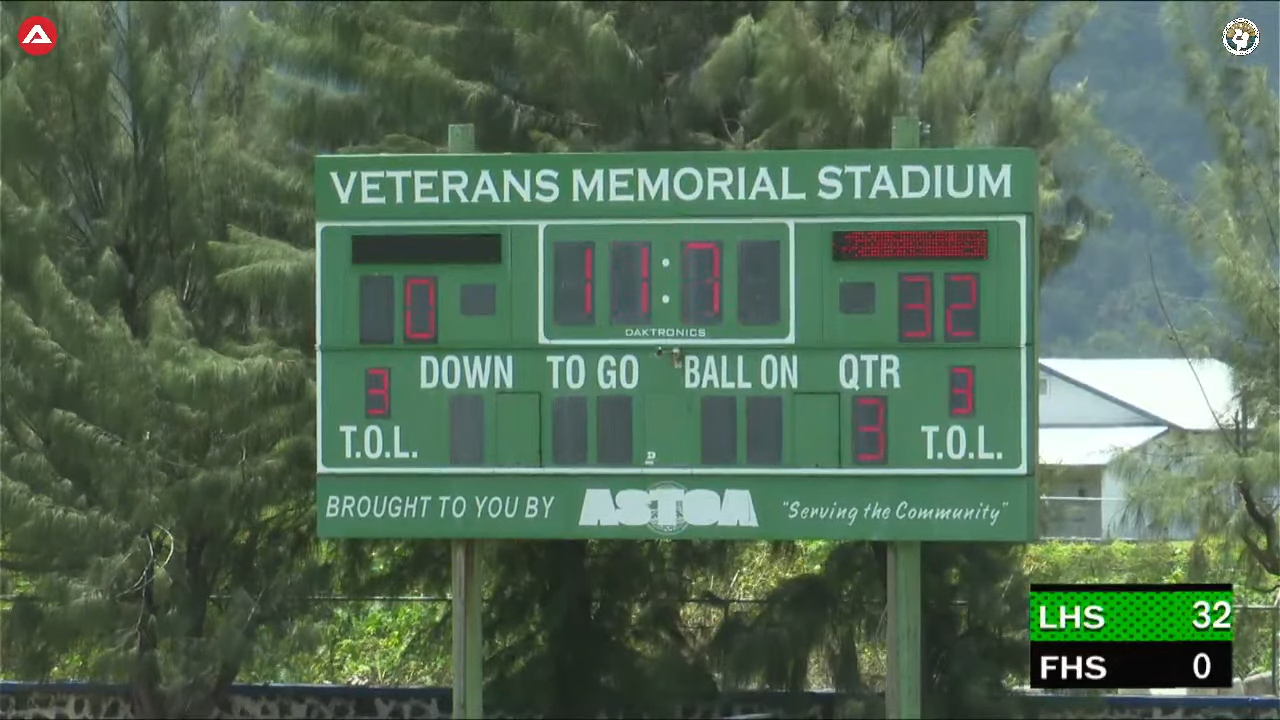 VETERANS MEMORIAL STADIUM
0 11:7 32
DAKTRONICS
DOWN TO GO BALL ON QTR
3 3 3
T.O.L. T.O.L.
BROUGHT TO YOU BY ASTCA "Serving the Community"
LHS 32
FHS 0